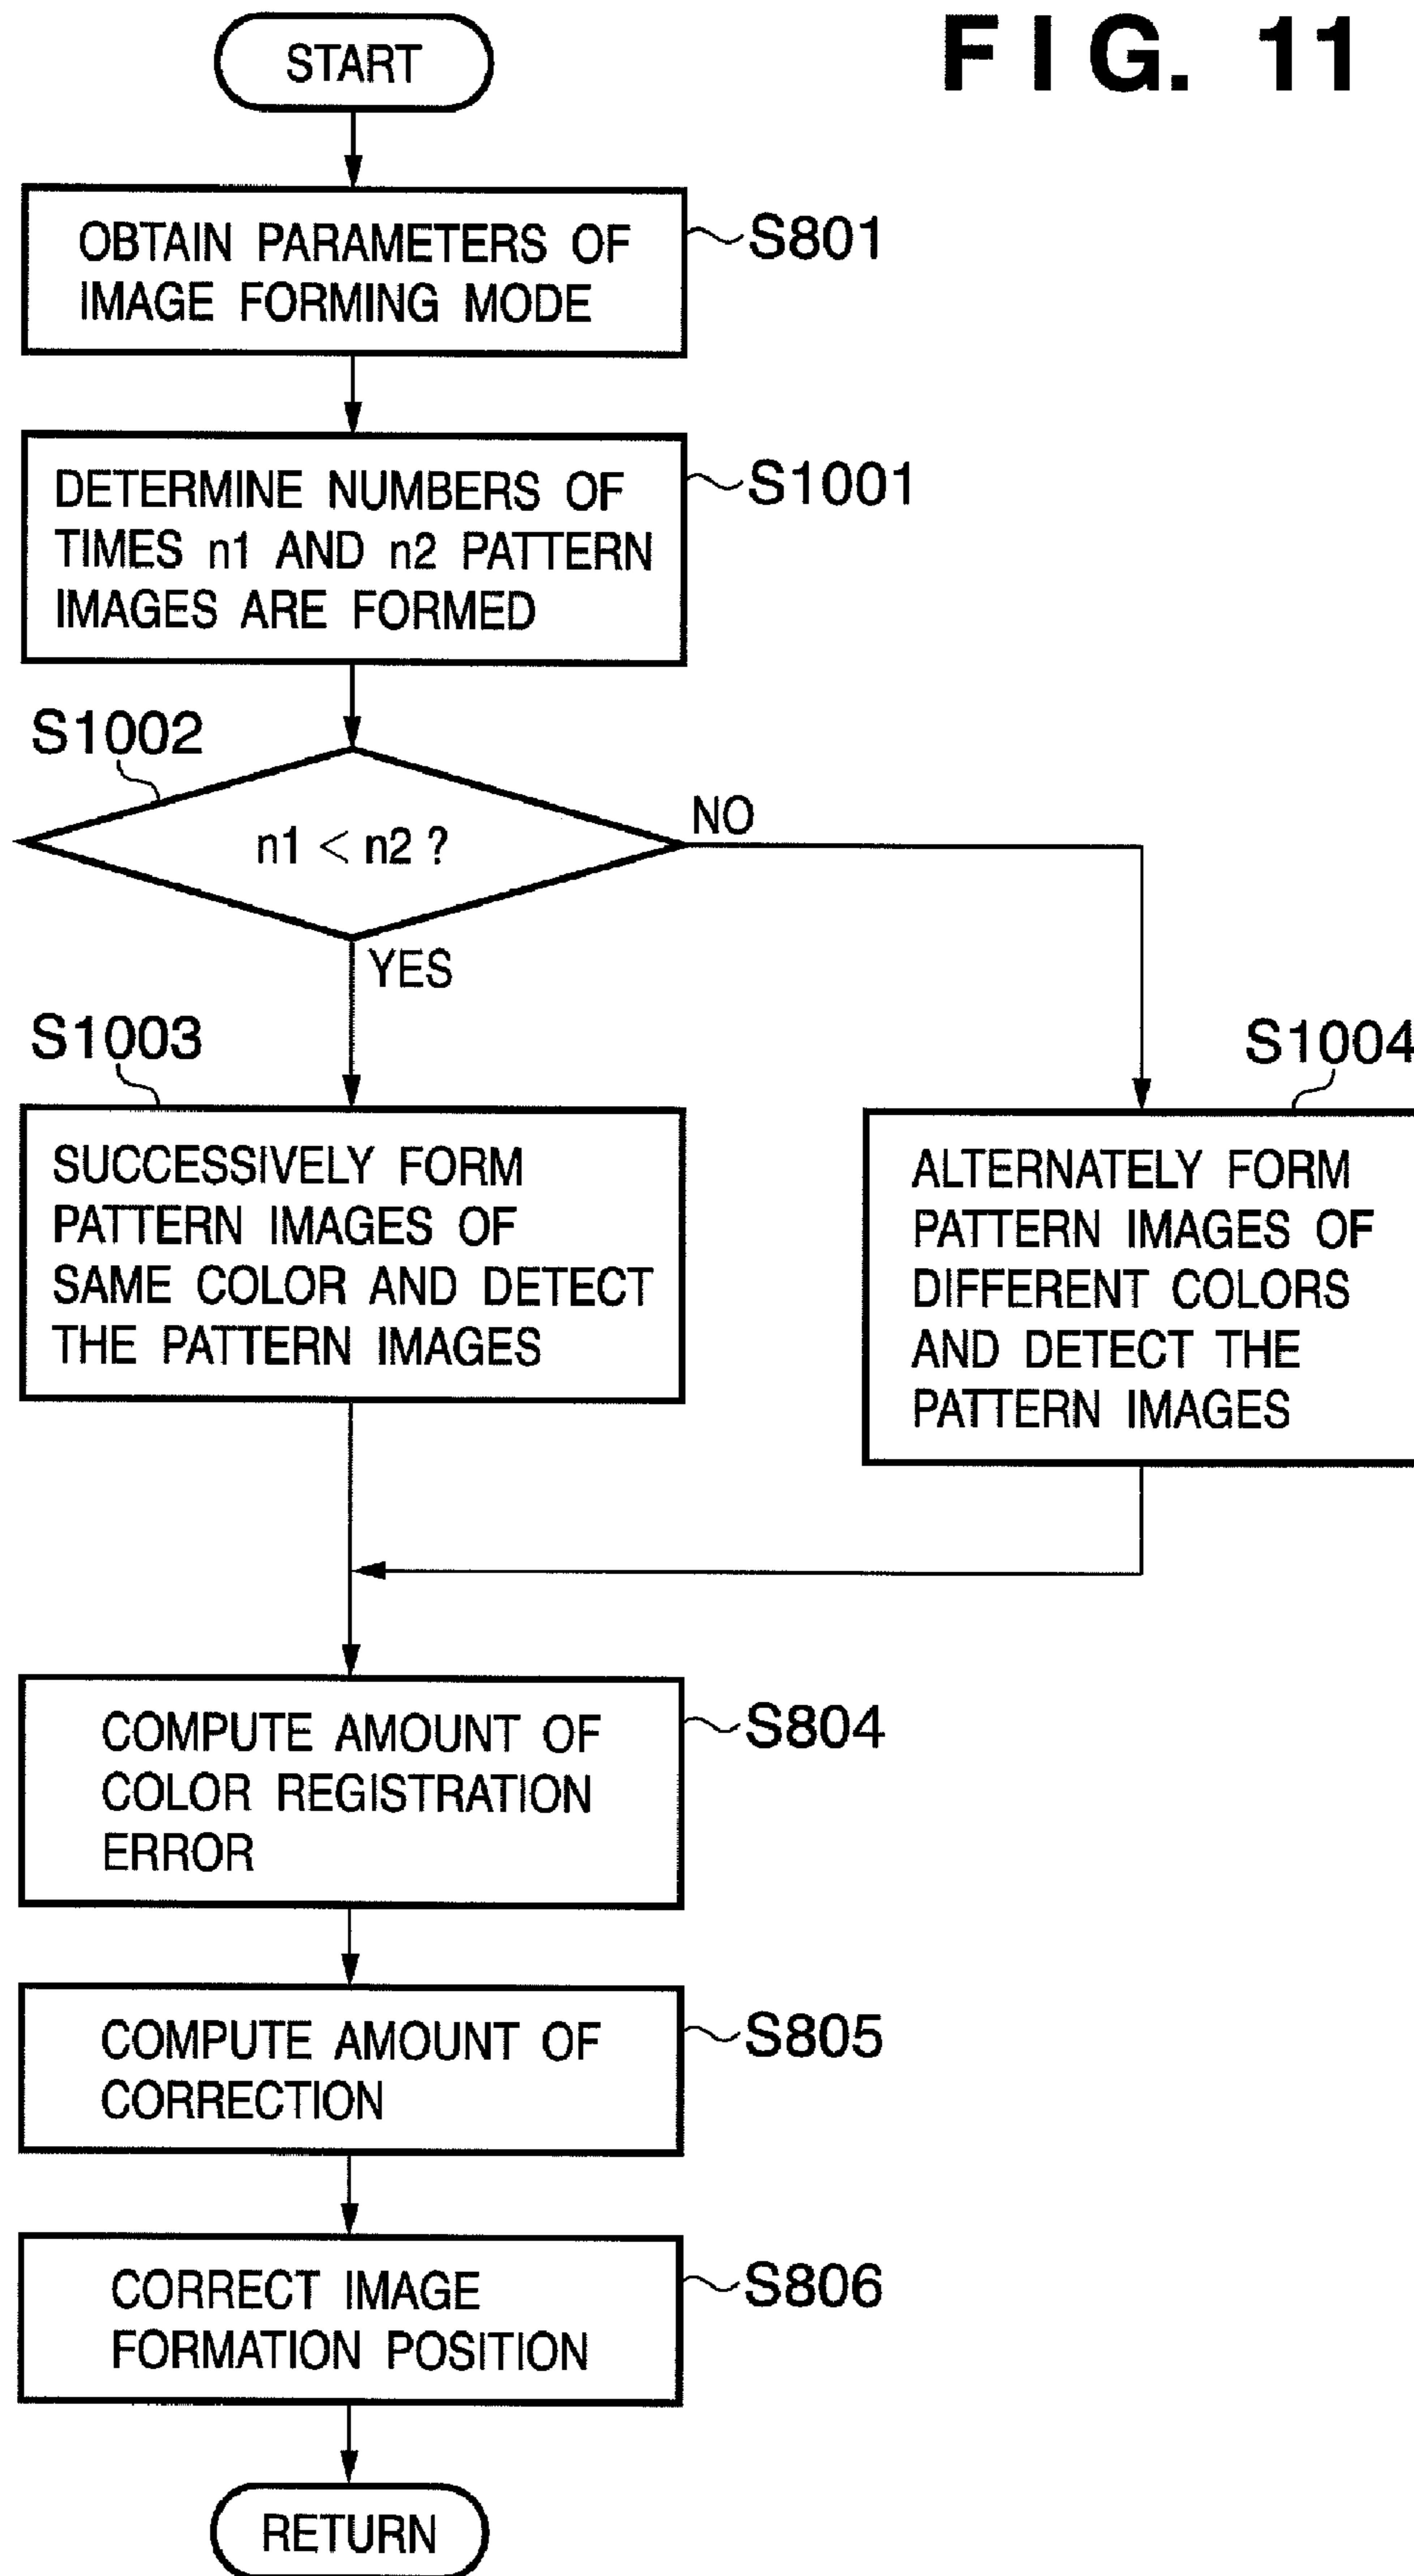 FIG. 11
START
OBTAIN PARAMETERS OF
IMAGE FORMING MODE
S801
DETERMINE NUMBERS OF
TIMES n1 AND n2 PATTERN
IMAGES ARE FORMED
S1001
S1002
n1 < n2 ?
NO
YES
S1003
SUCCESSIVELY FORM
PATTERN IMAGES OF
SAME COLOR AND DETECT
THE PATTERN IMAGES
S1004
ALTERNATELY FORM
PATTERN IMAGES OF
DIFFERENT COLORS
AND DETECT THE
PATTERN IMAGES
COMPUTE AMOUNT OF
COLOR REGISTRATION
ERROR
S804
COMPUTE AMOUNT OF
CORRECTION
S805
CORRECT IMAGE
FORMATION POSITION
S806
RETURN